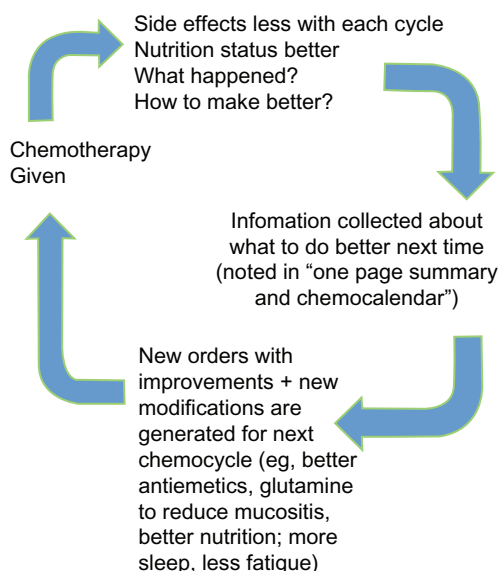 Side effects less with each cycle
Nutrition status better
What happened?
How to make better?
Infomation collected about
what to do better next time
(noted in “one page summary
and chemocalendar”)
New orders with
improvements + new
modifications are
generated for next
chemocycle (eg, better
antiemetics, glutamine
to reduce mucositis,
better nutrition; more
sleep, less fatigue)
Chemotherapy
Given